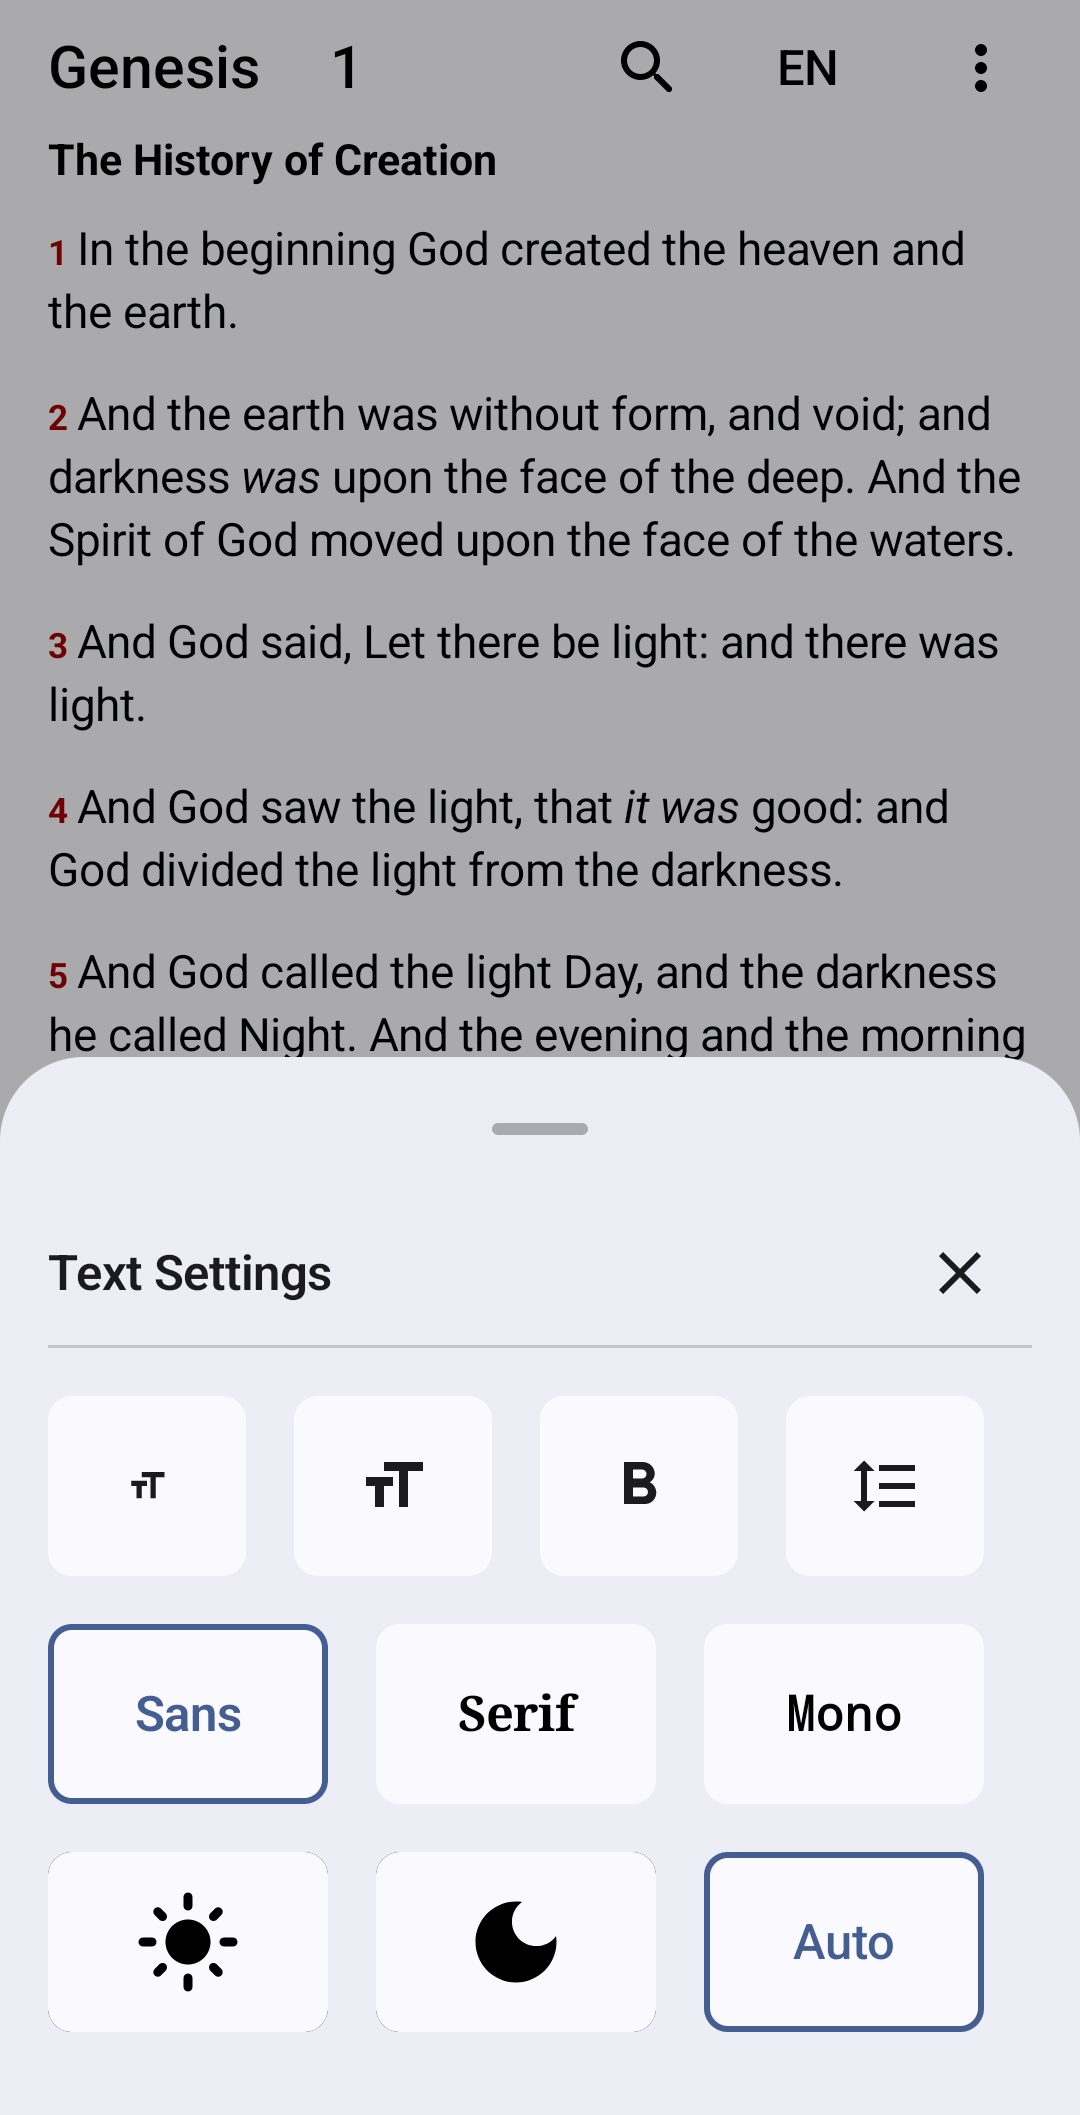 Genesis 1 EN
The History of Creation
1 In the beginning God created the heaven and
the earth.
2 And the earth was without form, and void; and
darkness was upon the face of the deep. And the
Spirit of God moved upon the face of the waters.
3 And God said, Let there be light: and there was
light.
4 And God saw the light, that it was good: and
God divided the light from the darkness.
5 And God called the light Day, and the darkness
he called Night. And the evening and the morning
Text Settings
TT TT B
Sans Serif Mono
Auto